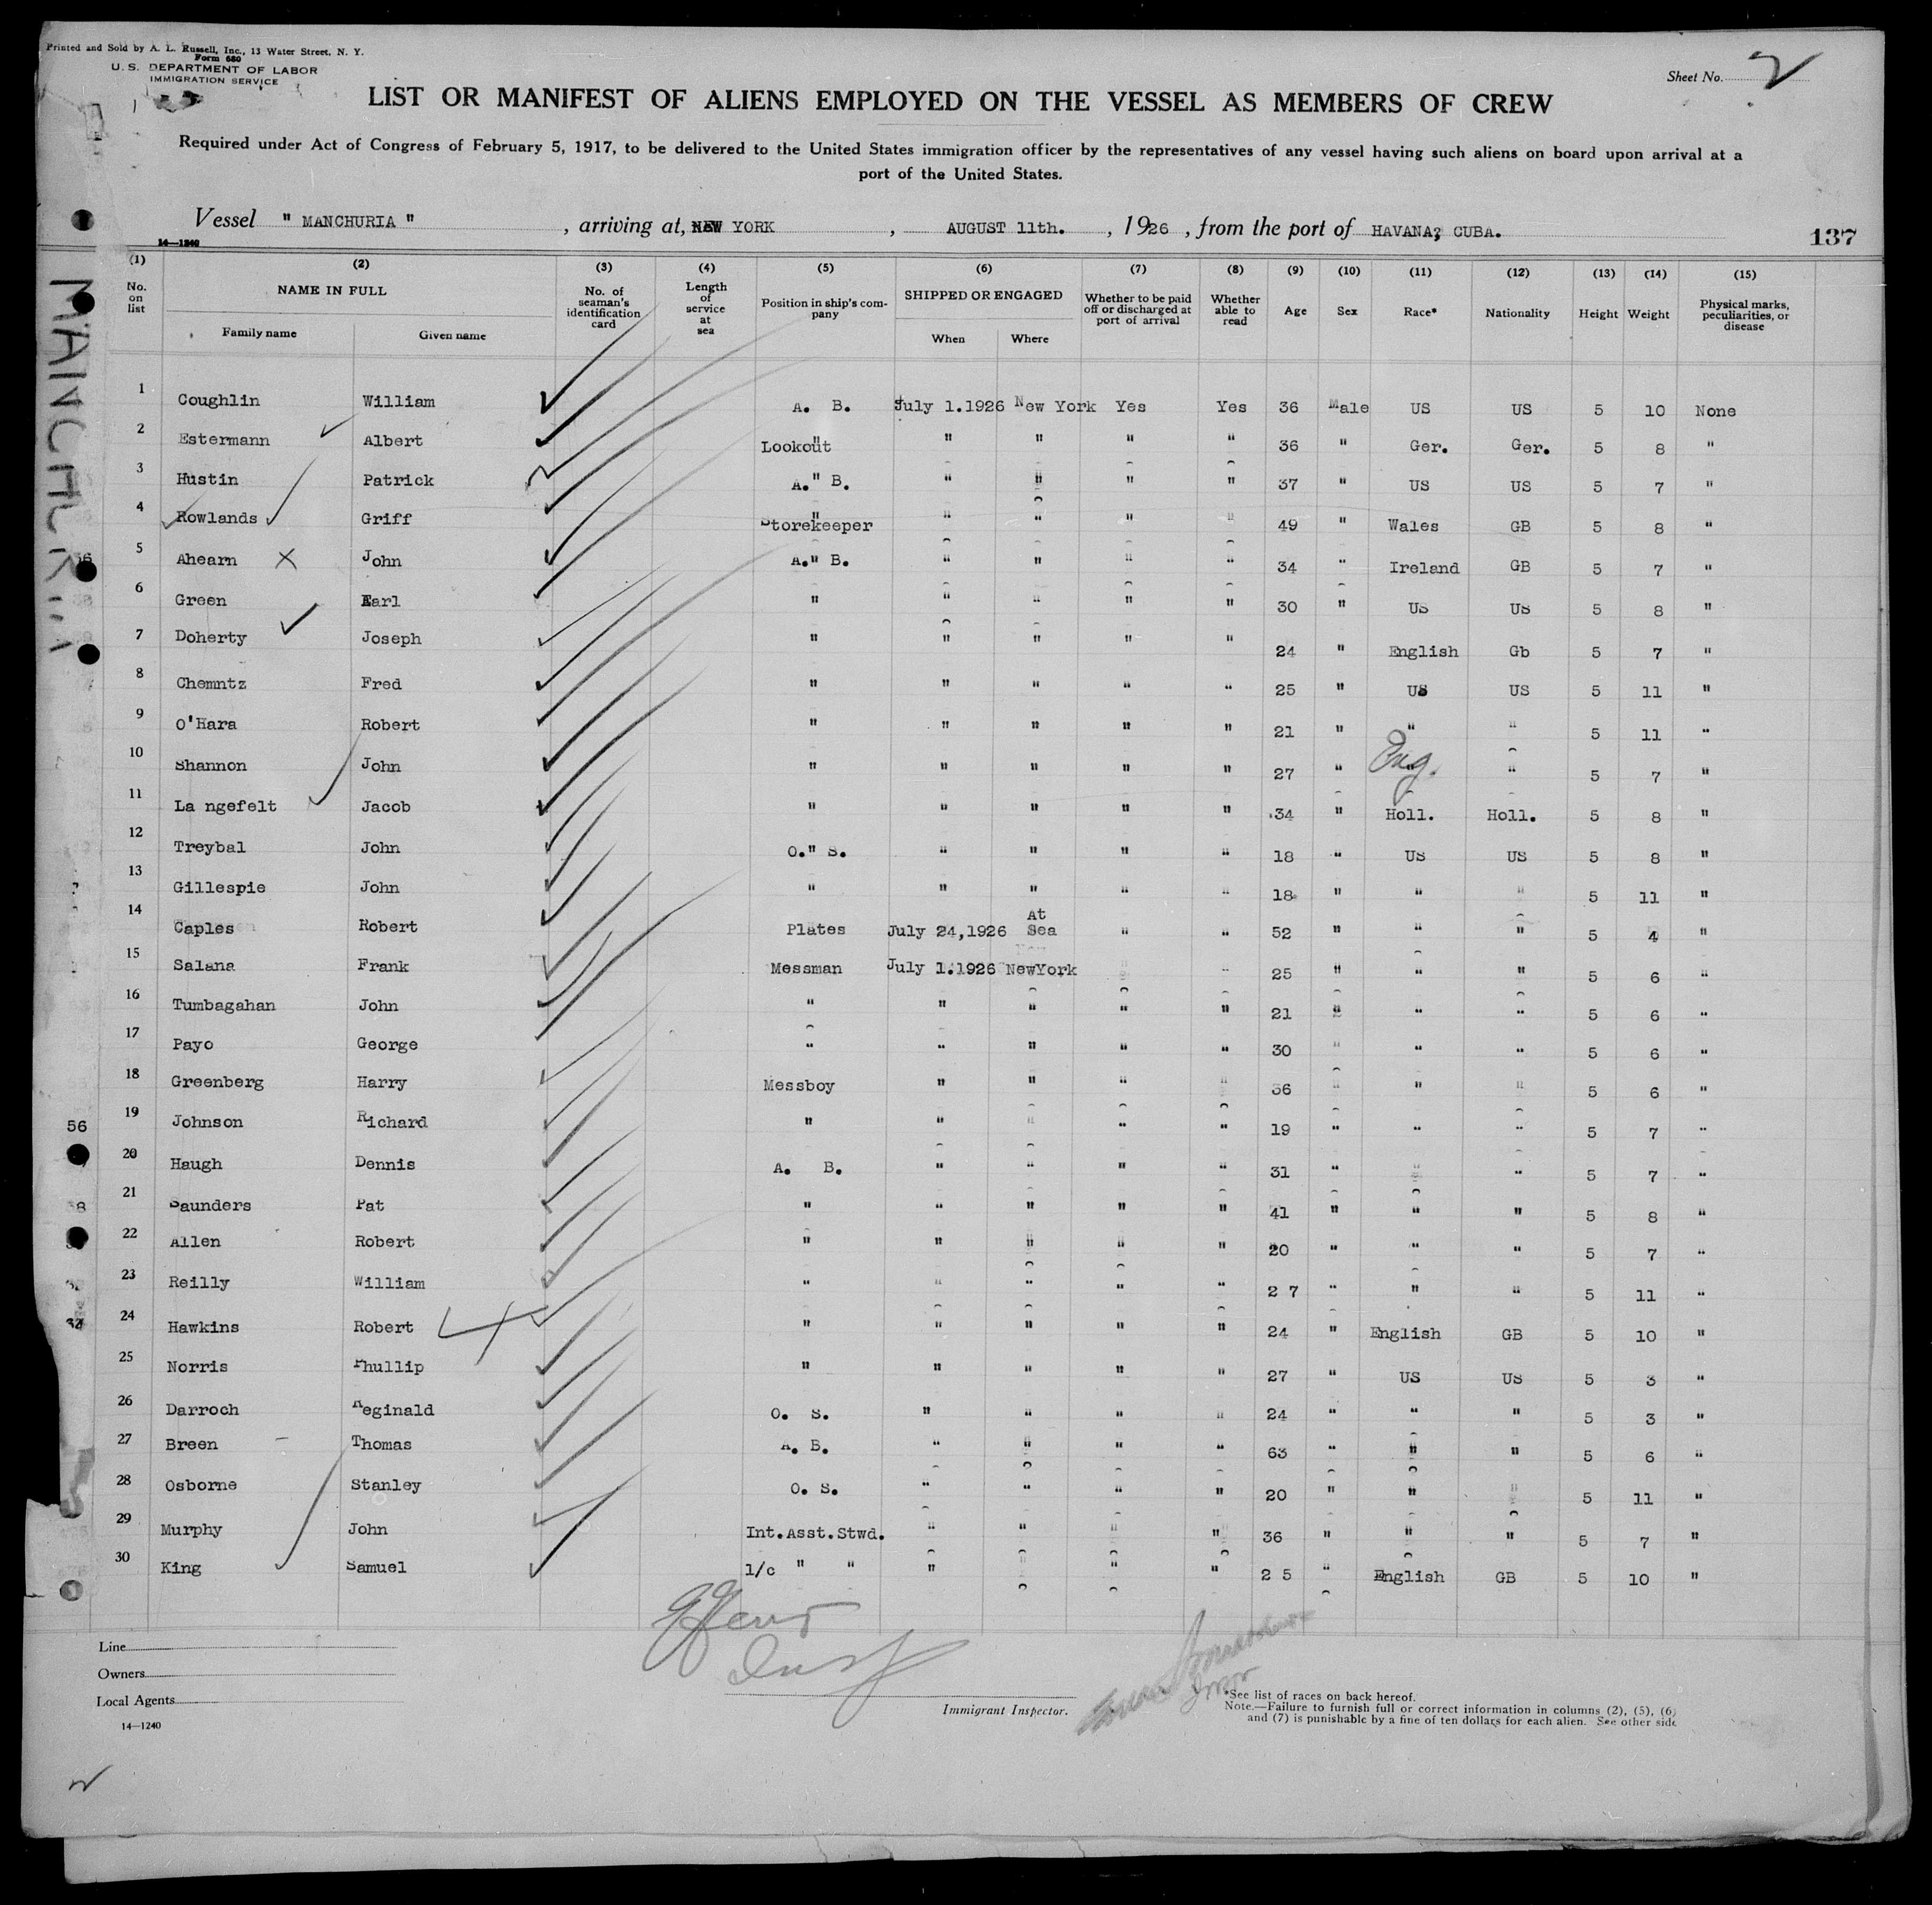 Printed and Sold by A. L. Russell, Inc., 13 Water Street, N. Y.
Form 680
U. S. DEPARTMENT OF LABOR
IMMIGRATION SERVICE
Sheet No. 2
LIST OR MANIFEST OF ALIENS EMPLOYED ON THE VESSEL AS MEMBERS OF CREW
Required under Act of Congress of February 5, 1917, to be delivered to the United States immigration officer by the representatives of any vessel having such aliens on board upon arrival at a
port of the United States.
Vessel " MANCHURIA " , arriving at, NEW YORK , AUGUST 11th. , 1926 , from the port of HAVANA, CUBA.
14—1240
137
MANCHURIA
(1) (2) (3) (4) (5) (6) (7) (8) (9) (10) (11) (12) (13) (14) (15)
No. on list NAME IN FULL Family name Given name No. of seaman's identification card Length of service at sea Position in ship's company SHIPPED OR ENGAGED When Where Whether to be paid off or discharged at port of arrival Whether able to read Age Sex Race* Nationality Height Weight Physical marks, peculiarities, or disease
1 Coughlin William A. B. July 1.1926 New York Yes Yes 36 Male US US 5 10 None
2 Estermann Albert Lookout " " " " " 36 " Ger. Ger. 5 8 "
3 Hustin Patrick A." B. " " " " 37 " US US 5 7 "
4 Rowlands Griff Storekeeper " " " " " 49 " Wales GB 5 8 "
5 Ahearn John A." B. " " " " 34 " Ireland GB 5 7 "
6 Green Earl " " " " " 30 " US US 5 8 "
7 Doherty Joseph " " " " " 24 " English Gb 5 7 "
8 Chemntz Fred " " " " " 25 " US US 5 11 "
9 O'Hara Robert " " " " " 21 " " " 5 11 "
10 Shannon John " " " " " 27 " " Eng. " 5 7 "
11 La ngefelt Jacob " " " " " 34 " Holl. Holl. 5 8 "
12 Treybal John O." S. " " " " 18 " US US 5 8 "
13 Gillespie John " " " " " 18 " " " 5 11 "
14 Caples Robert Plates July 24,1926 At Sea " " 52 " " " 5 4 "
15 Salana Frank Messman July 1.1926 NewYork " " 25 " " " 5 6 "
16 Tumbagahan John " " " " " 21 " " " 5 6 "
17 Payo George " " " " " 30 " " " 5 6 "
18 Greenberg Harry Messboy " " " " 36 " " " 5 6 "
19 Johnson Richard " " " " " 19 " " " 5 7 "
20 Haugh Dennis A. B. " " " " 31 " " " 5 7 "
21 Saunders Pat " " " " " 41 " " " 5 8 "
22 Allen Robert " " " " " 20 " " " 5 7 "
23 Reilly William " " " " " 2 7 " " " 5 11 "
24 Hawkins Robert " " " " " 24 " English GB 5 10 "
25 Norris Phullip " " " " " 27 " US US 5 3 "
26 Darroch Reginald O. S. " " " " 24 " " " 5 3 "
27 Breen Thomas A. B. " " " " 63 " " " 5 6 "
28 Osborne Stanley O. S. " " " " 20 " " " 5 11 "
29 Murphy John Int.Asst.Stwd. " " " " 36 " " " 5 7 "
30 King Samuel 1/c " " " " " " 2 5 " English GB 5 10 "
56
Line
Owners
Local Agents
14—1240
Immigrant Inspector.
*See list of races on back hereof.
Note.—Failure to furnish full or correct information in columns (2), (5), (6)
and (7) is punishable by a fine of ten dollars for each alien. See other side